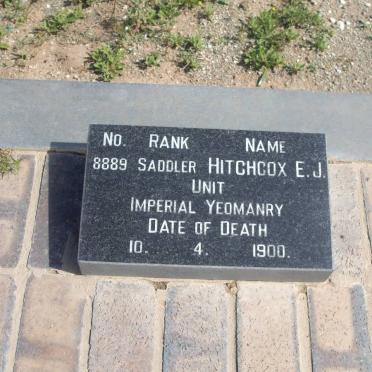 No. RANK NAME
8889 SADDLER HITCHCOX E.J.
UNIT
IMPERIAL YEOMANRY
DATE OF DEATH
10. 4. 1900.